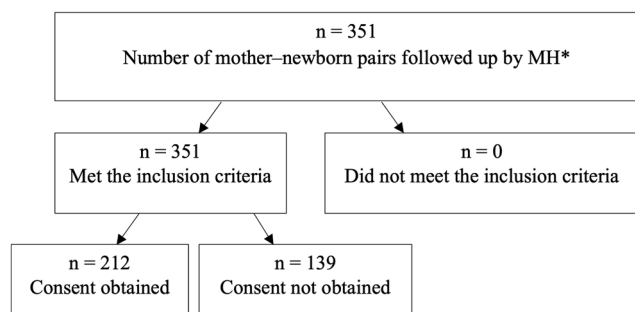 n = 351
Number of mother–newborn pairs followed up by MH*
n = 351
Met the inclusion criteria
n = 0
Did not meet the inclusion criteria
n = 212
Consent obtained
n = 139
Consent not obtained